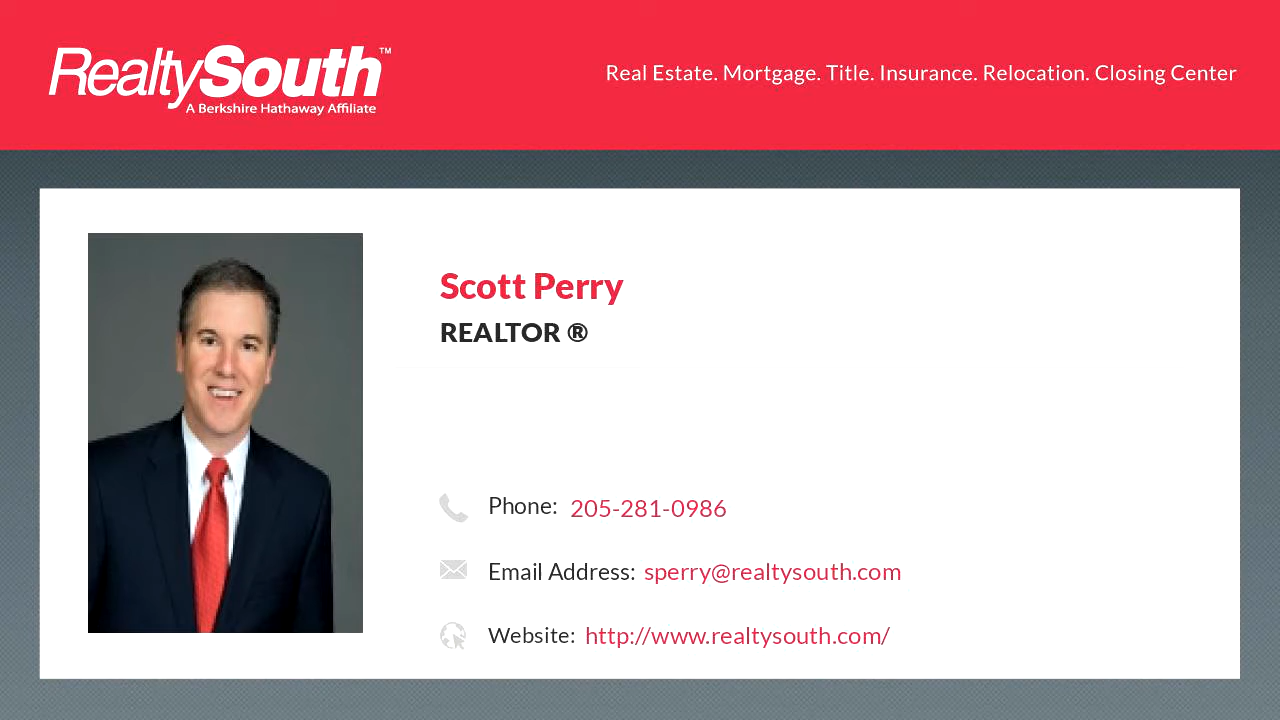 RealtySouth™
A Berkshire Hathaway Affiliate
Real Estate. Mortgage. Title. Insurance. Relocation. Closing Center
Scott Perry
REALTOR ®
Phone: 205-281-0986
Email Address: sperry@realtysouth.com
Website: http://www.realtysouth.com/